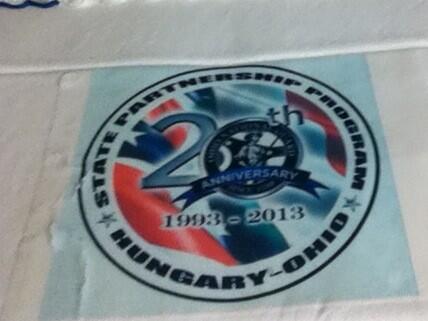 STATE PARTNERSHIP PROGRAM
20th
ANNIVERSARY
1993 - 2013
HUNGARY-OHIO